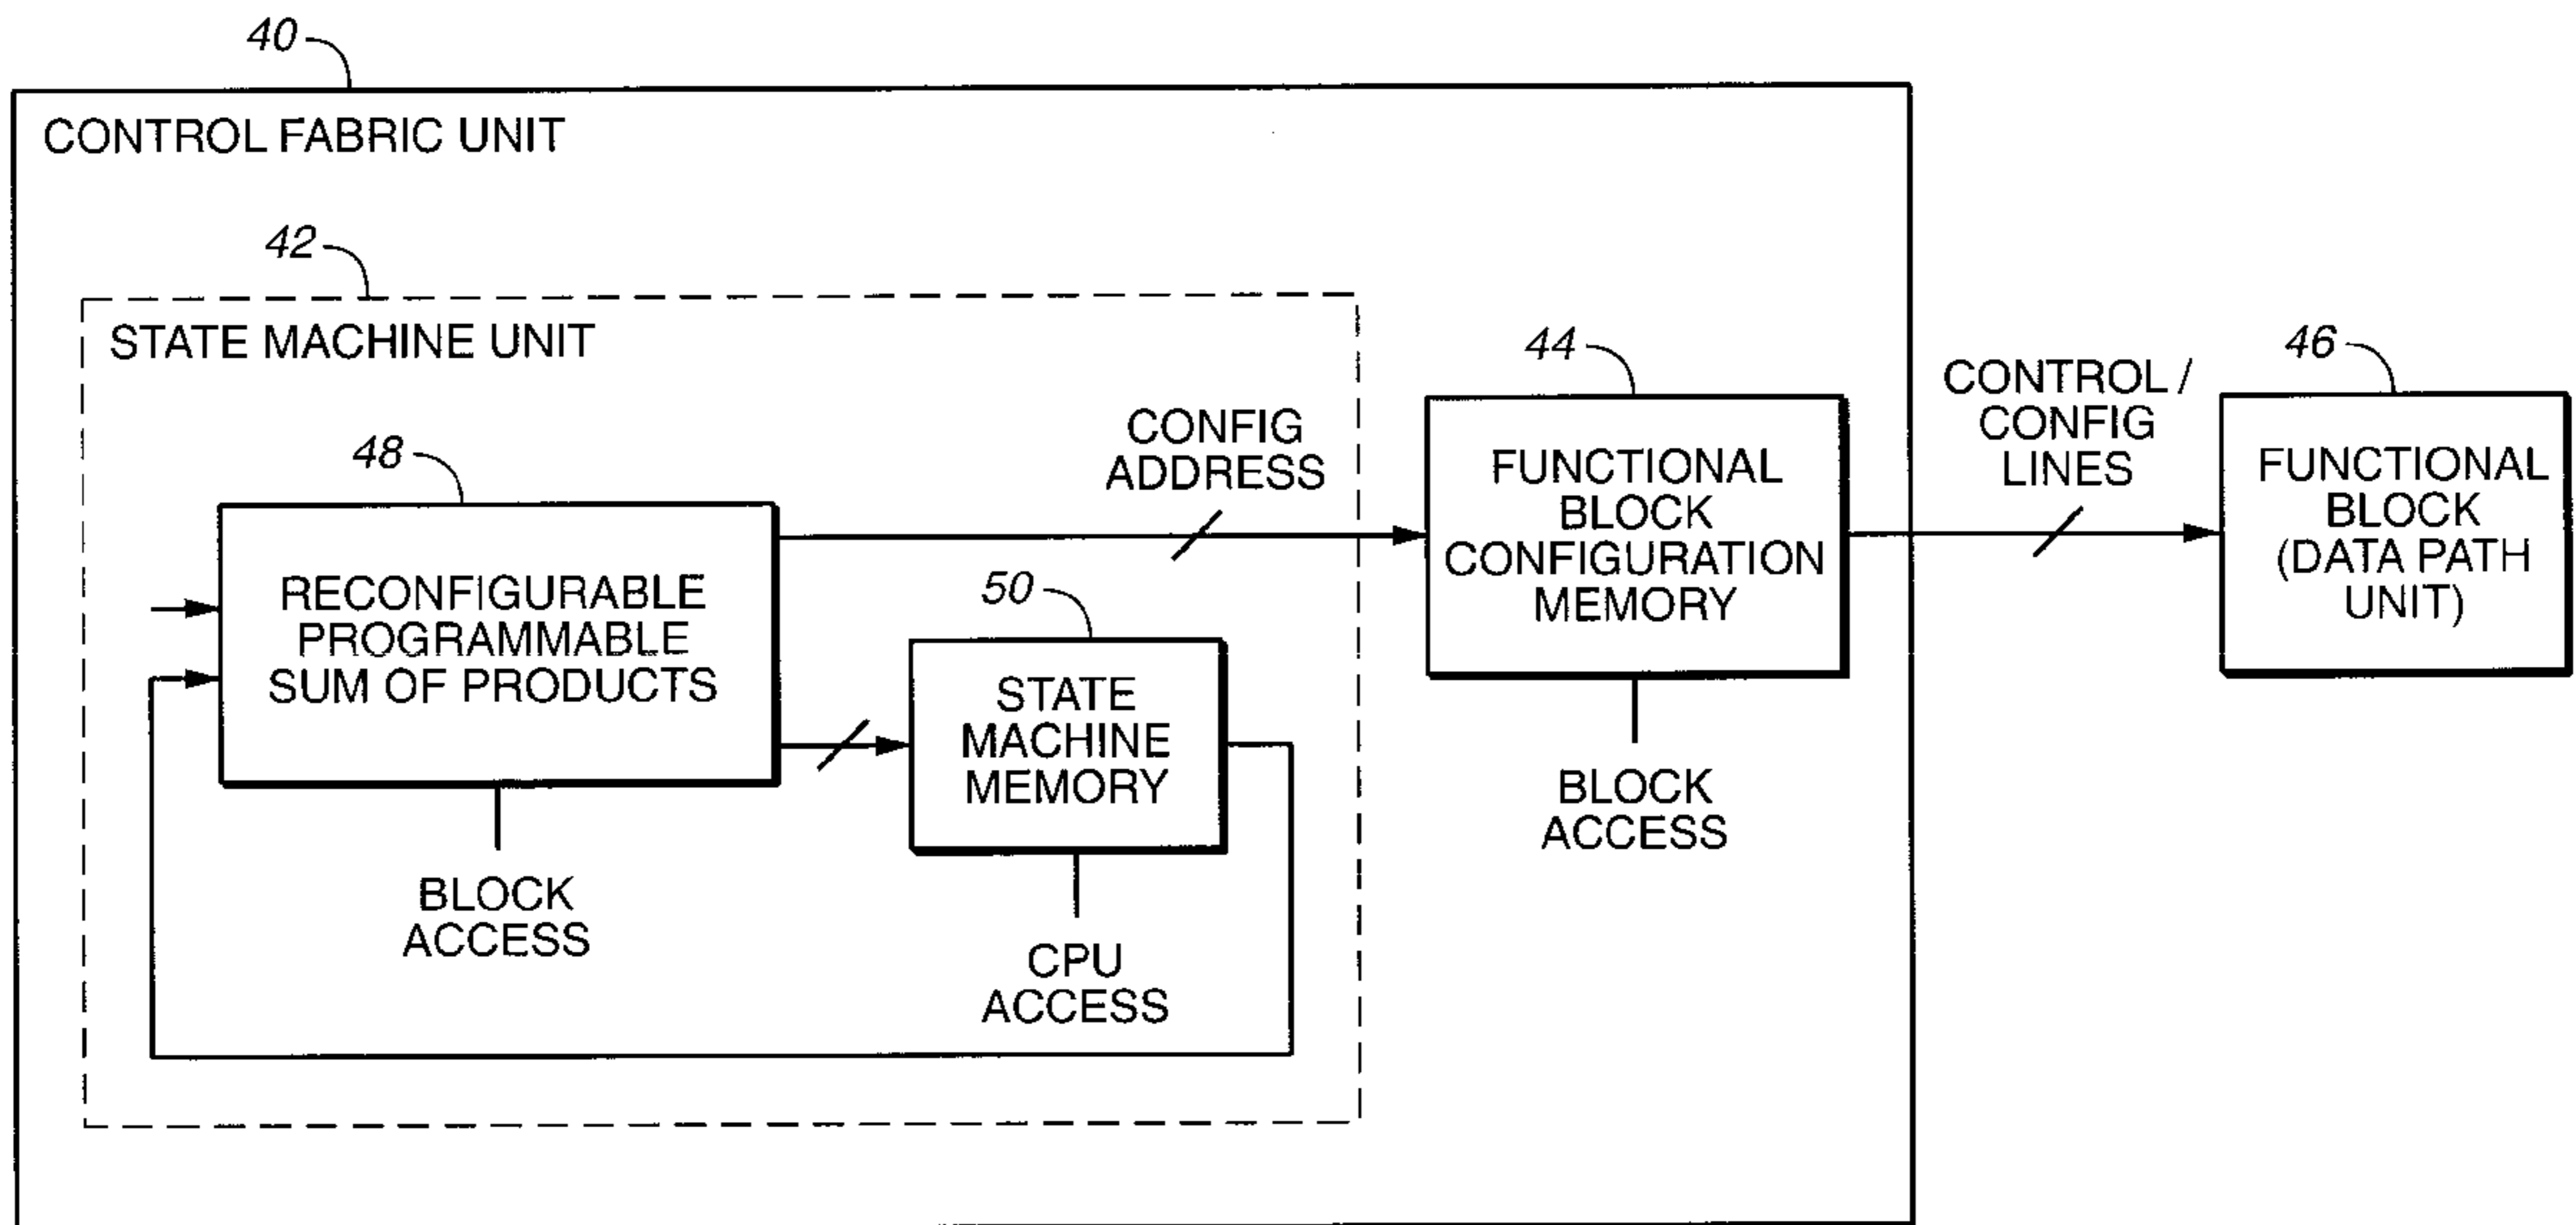 40
CONTROL FABRIC UNIT
42
STATE MACHINE UNIT
48
RECONFIGURABLE
PROGRAMMABLE
SUM OF PRODUCTS
BLOCK
ACCESS
CONFIG
ADDRESS
50
STATE
MACHINE
MEMORY
CPU
ACCESS
44
FUNCTIONAL
BLOCK
CONFIGURATION
MEMORY
BLOCK
ACCESS
CONTROL /
CONFIG
LINES
46
FUNCTIONAL
BLOCK
(DATA PATH
UNIT)